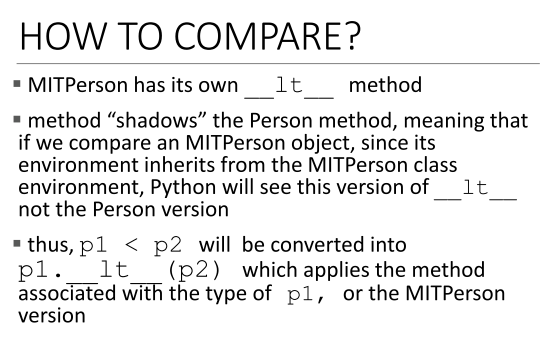 HOW TO COMPARE?
▪ MITPerson has its own __lt__ method
▪ method “shadows” the Person method, meaning that
if we compare an MITPerson object, since its
environment inherits from the MITPerson class
environment, Python will see this version of __lt__
not the Person version
▪ thus, p1 < p2 will be converted into
p1.__lt__(p2) which applies the method
associated with the type of p1, or the MITPerson
version